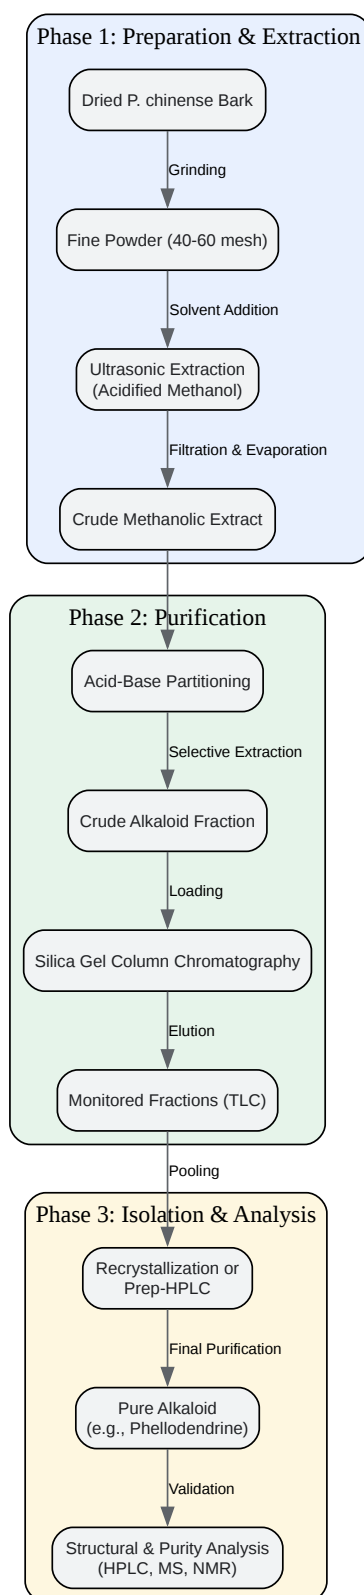 Phase 1: Preparation & Extraction
Dried P. chinense Bark
Grinding
Fine Powder (40-60 mesh)
Solvent Addition
Ultrasonic Extraction
(Acidified Methanol)
Filtration & Evaporation
Crude Methanolic Extract
Phase 2: Purification
Acid-Base Partitioning
Selective Extraction
Crude Alkaloid Fraction
Loading
Silica Gel Column Chromatography
Elution
Monitored Fractions (TLC)
Pooling
Phase 3: Isolation & Analysis
Recrystallization or
Prep-HPLC
Final Purification
Pure Alkaloid
(e.g., Phellodendrine)
Validation
Structural & Purity Analysis
(HPLC, MS, NMR)